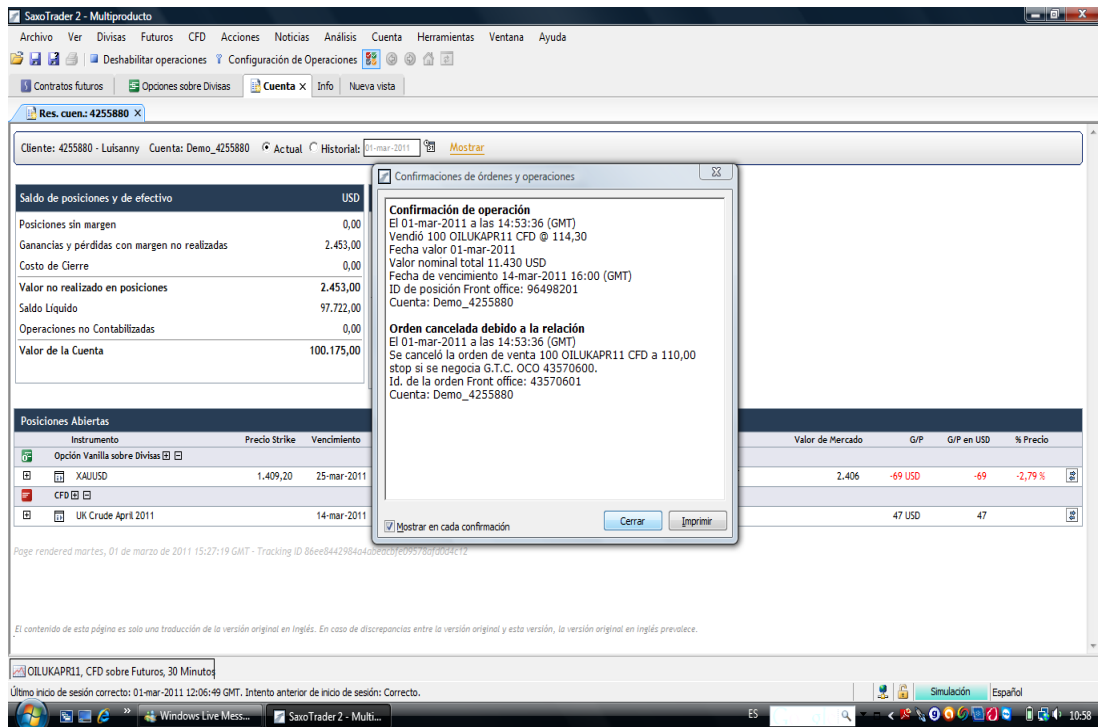 SaxoTrader 2 - Multiproducto
Archivo Ver Divisas Futuros CFD Acciones Noticias Análisis Cuenta Herramientas Ventana Ayuda
Deshabilitar operaciones Configuración de Operaciones
Contratos futuros Opciones sobre Divisas Cuenta × Info Nueva vista
Res. cuen.: 4255880 ×
Cliente: 4255880 - Luisanny Cuenta: Demo_4255880 Actual Historial: 01-mar-2011 Mostrar
Saldo de posiciones y de efectivo USD
Posiciones sin margen 0,00
Ganancias y pérdidas con margen no realizadas 2.453,00
Costo de Cierre 0,00
Valor no realizado en posiciones 2.453,00
Saldo Líquido 97.722,00
Operaciones no Contabilizadas 0,00
Valor de la Cuenta 100.175,00
Confirmaciones de órdenes y operaciones
Confirmación de operación
El 01-mar-2011 a las 14:53:36 (GMT)
Vendió 100 OILUKAPR11 CFD @ 114,30
Fecha valor 01-mar-2011
Valor nominal total 11.430 USD
Fecha de vencimiento 14-mar-2011 16:00 (GMT)
ID de posición Front office: 96498201
Cuenta: Demo_4255880
Orden cancelada debido a la relación
El 01-mar-2011 a las 14:53:36 (GMT)
Se canceló la orden de venta 100 OILUKAPR11 CFD a 110,00
stop si se negocia G.T.C. OCO 43570600.
Id. de la orden Front office: 43570601
Cuenta: Demo_4255880
Mostrar en cada confirmación Cerrar Imprimir
Posiciones Abiertas
Instrumento Precio Strike Vencimiento Valor de Mercado G/P G/P en USD % Precio
Opción Vanilla sobre Divisas
XAUUSD 1.409,20 25-mar-2011 2.406 -69 USD -69 -2,79 %
CFD
UK Crude April 2011 14-mar-2011 47 USD 47
Page rendered martes, 01 de marzo de 2011 15:27:19 GMT - Tracking ID
El contenido de esta página es solo una traducción de la versión original en Inglés. En caso de discrepancias entre la versión original y esta versión, la versión original en inglés prevalece.
OILUKAPR11, CFD sobre Futuros, 30 Minutos
Último inicio de sesión correcto: 01-mar-2011 12:06:49 GMT. Intento anterior de inicio de sesión: Correcto. Simulación Español
Windows Live Mess... SaxoTrader 2 - Multi... ES 10:58